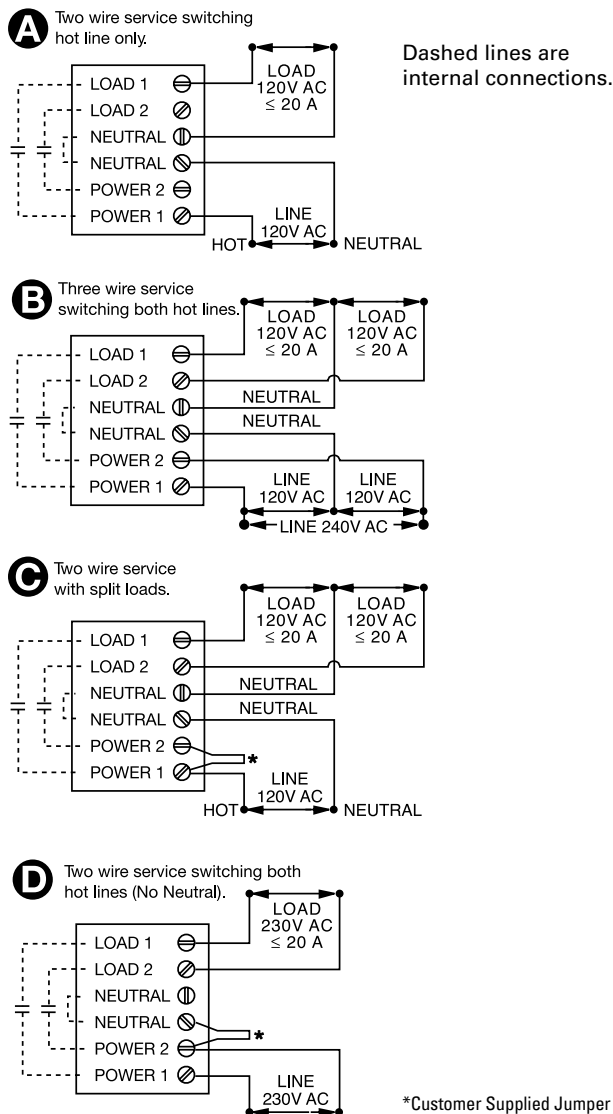 A Two wire service switching
hot line only.
Dashed lines are
internal connections.
LOAD 1
LOAD 2
NEUTRAL
NEUTRAL
POWER 2
POWER 1
LOAD
120V AC
≤ 20 A
LINE
120V AC
HOT NEUTRAL
B Three wire service
switching both hot lines.
LOAD 1
LOAD 2
NEUTRAL
NEUTRAL
POWER 2
POWER 1
LOAD LOAD
120V AC 120V AC
≤ 20 A ≤ 20 A
NEUTRAL
NEUTRAL
LINE LINE
120V AC 120V AC
LINE 240V AC
C Two wire service
with split loads.
LOAD 1
LOAD 2
NEUTRAL
NEUTRAL
POWER 2
POWER 1
LOAD LOAD
120V AC 120V AC
≤ 20 A ≤ 20 A
NEUTRAL
NEUTRAL
*
LINE
120V AC
HOT NEUTRAL
D Two wire service switching both
hot lines (No Neutral).
LOAD 1
LOAD 2
NEUTRAL
NEUTRAL
POWER 2
POWER 1
LOAD
230V AC
≤ 20 A
*
LINE
230V AC
*Customer Supplied Jumper